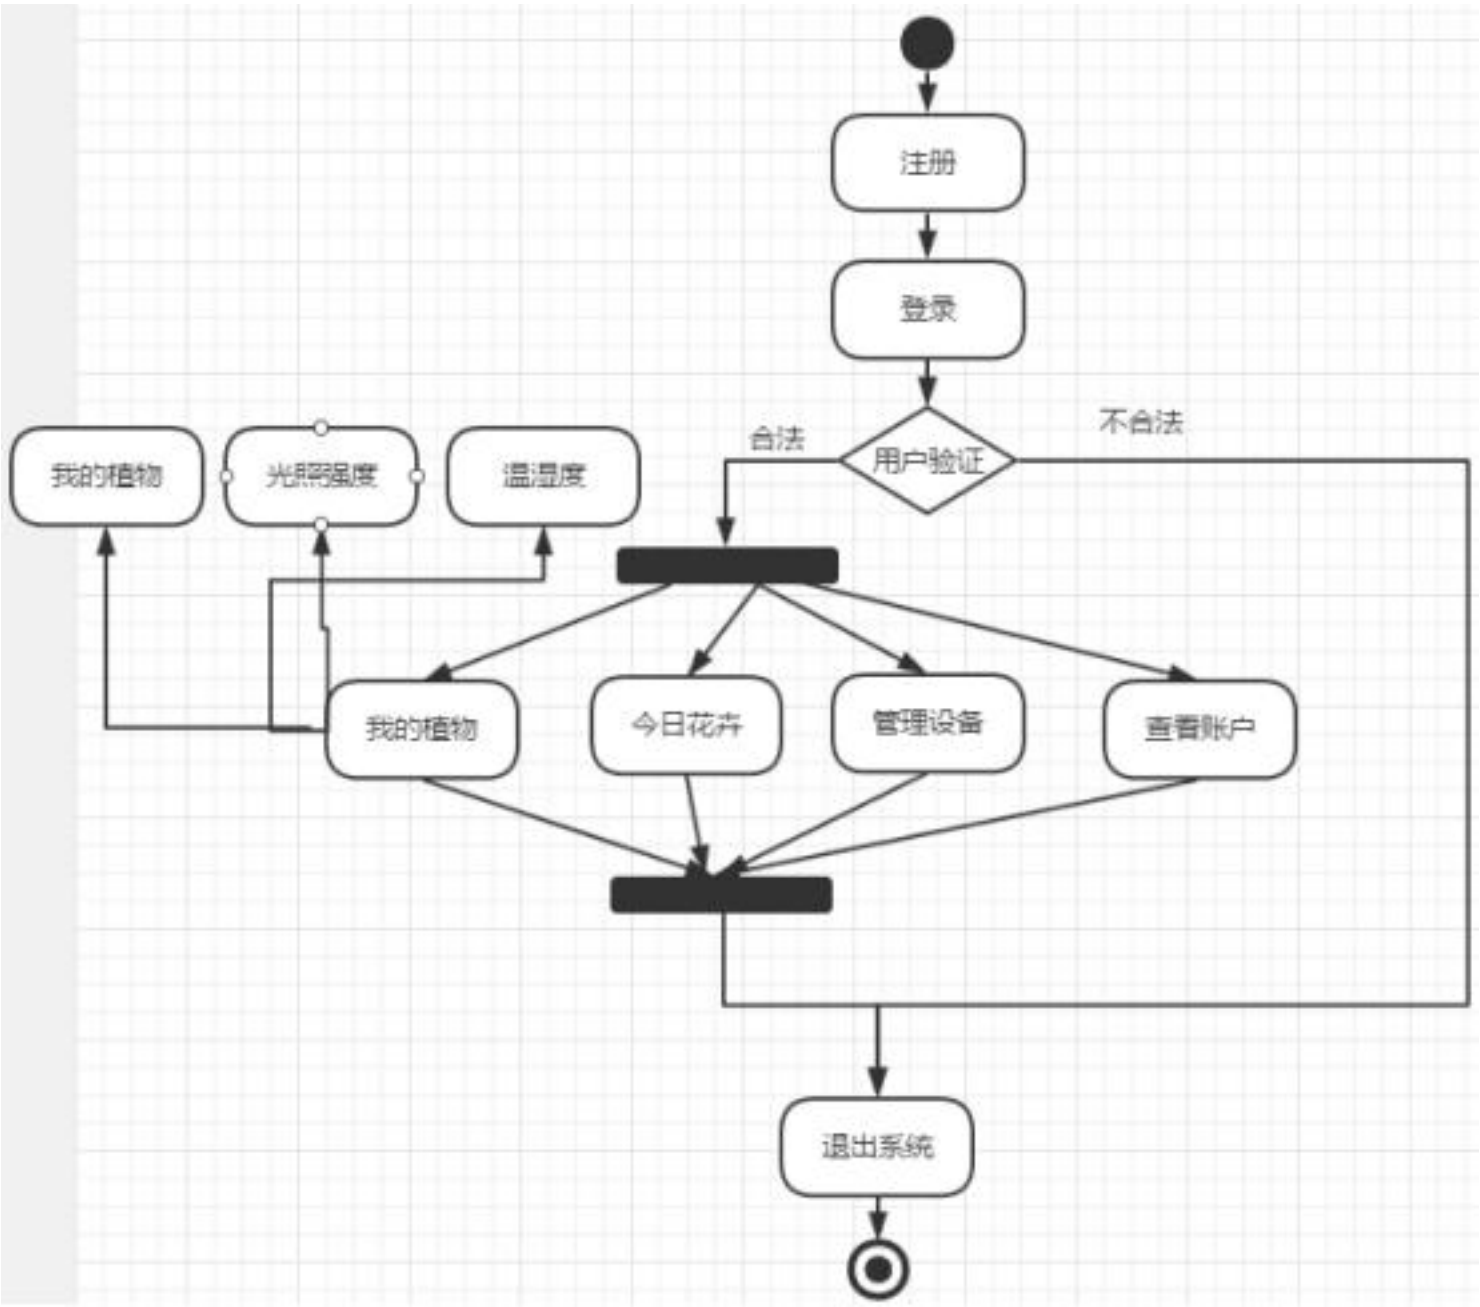 注册
登录
合法
不合法
用户验证
我的植物
光照强度
温湿度
我的植物
今日花卉
管理设备
查看账户
退出系统